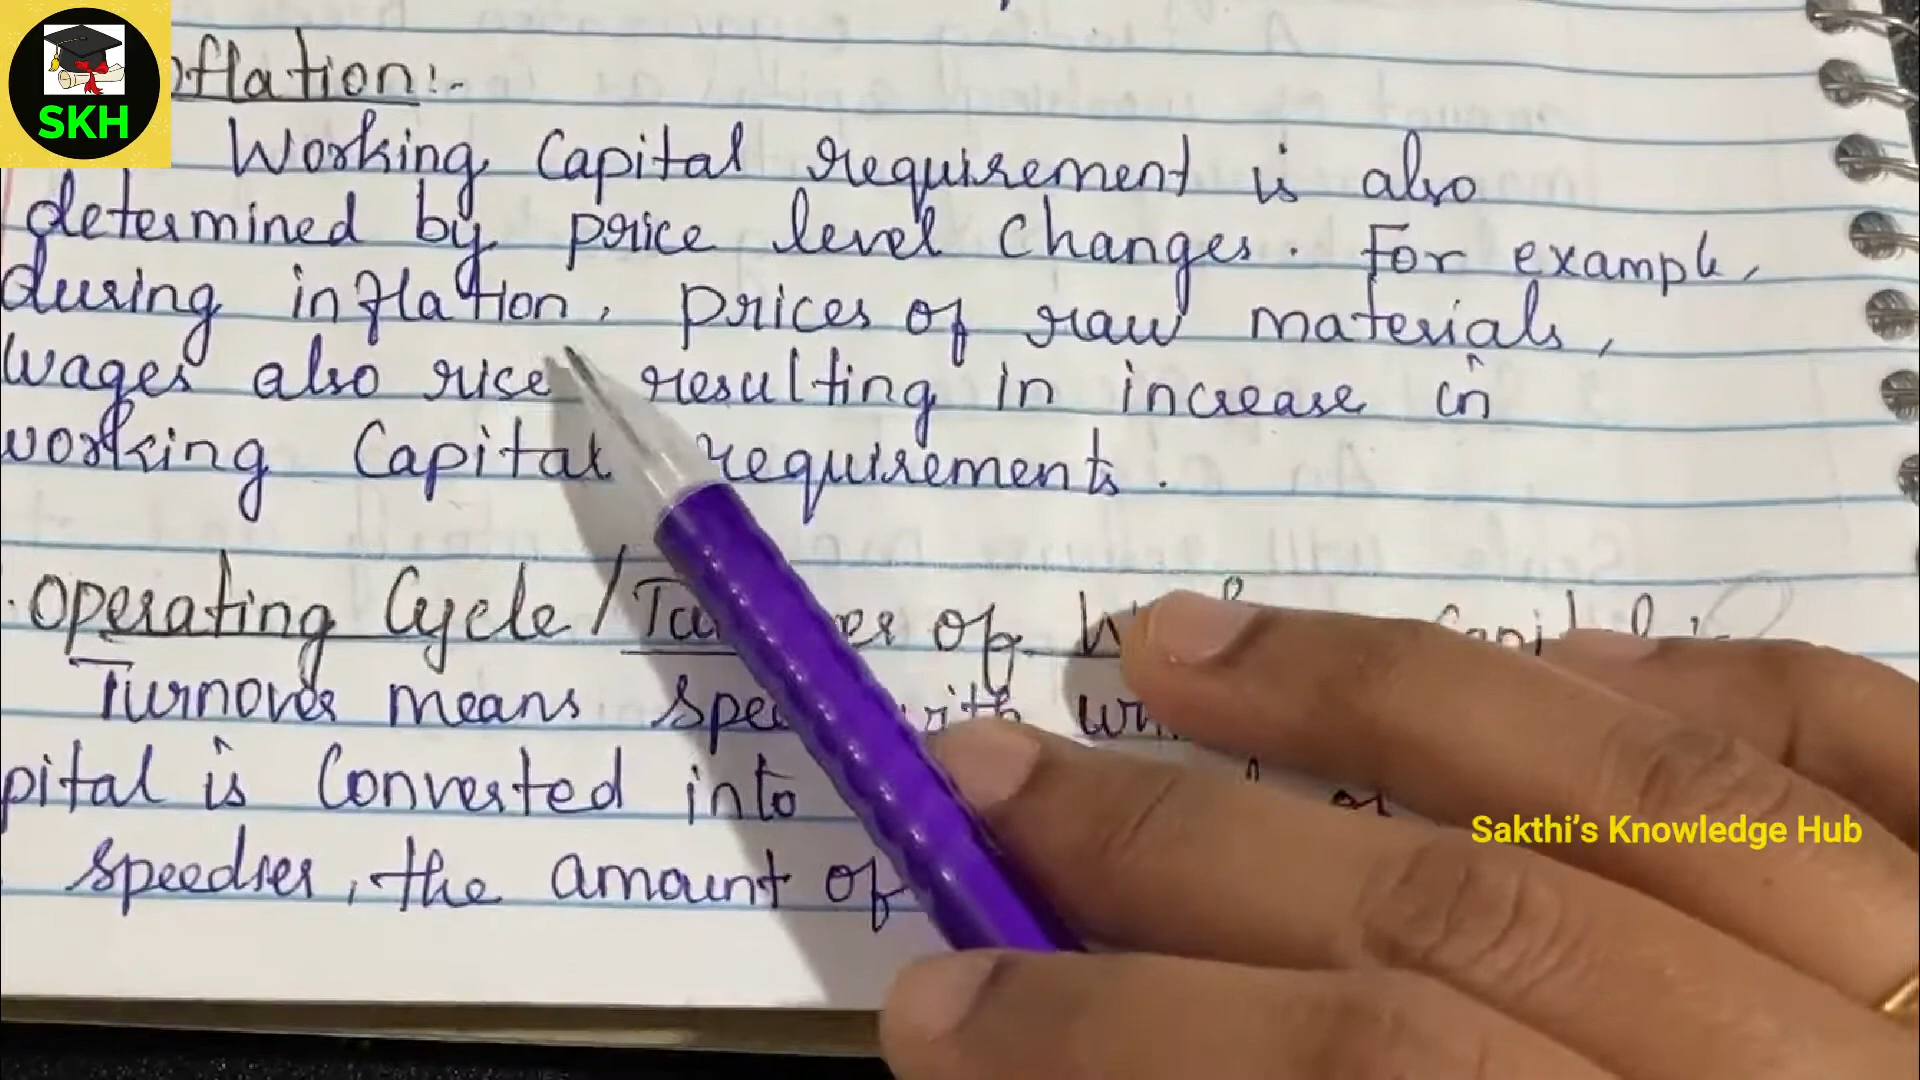 SKH
flation:-
Working Capital requirement is also
determined by price level changes. For example,
during inflation, prices of raw materials,
wages also rise resulting in increase in
working Capital requirements.
Operating Cycle / of
Turnover means with
pital is Converted into or
Sakthi's Knowledge Hub
speedier, the amount of